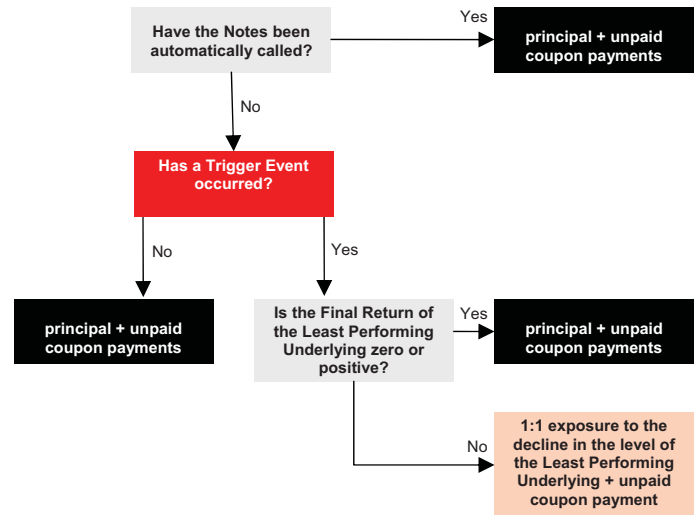 Have the Notes been
automatically called?
Yes
principal + unpaid
coupon payments
No
Has a Trigger Event
occurred?
No
Yes
principal + unpaid
coupon payments
Is the Final Return of
the Least Performing
Underlying zero or
positive?
Yes
principal + unpaid
coupon payments
No
1:1 exposure to the
decline in the level of
the Least Performing
Underlying + unpaid
coupon payment